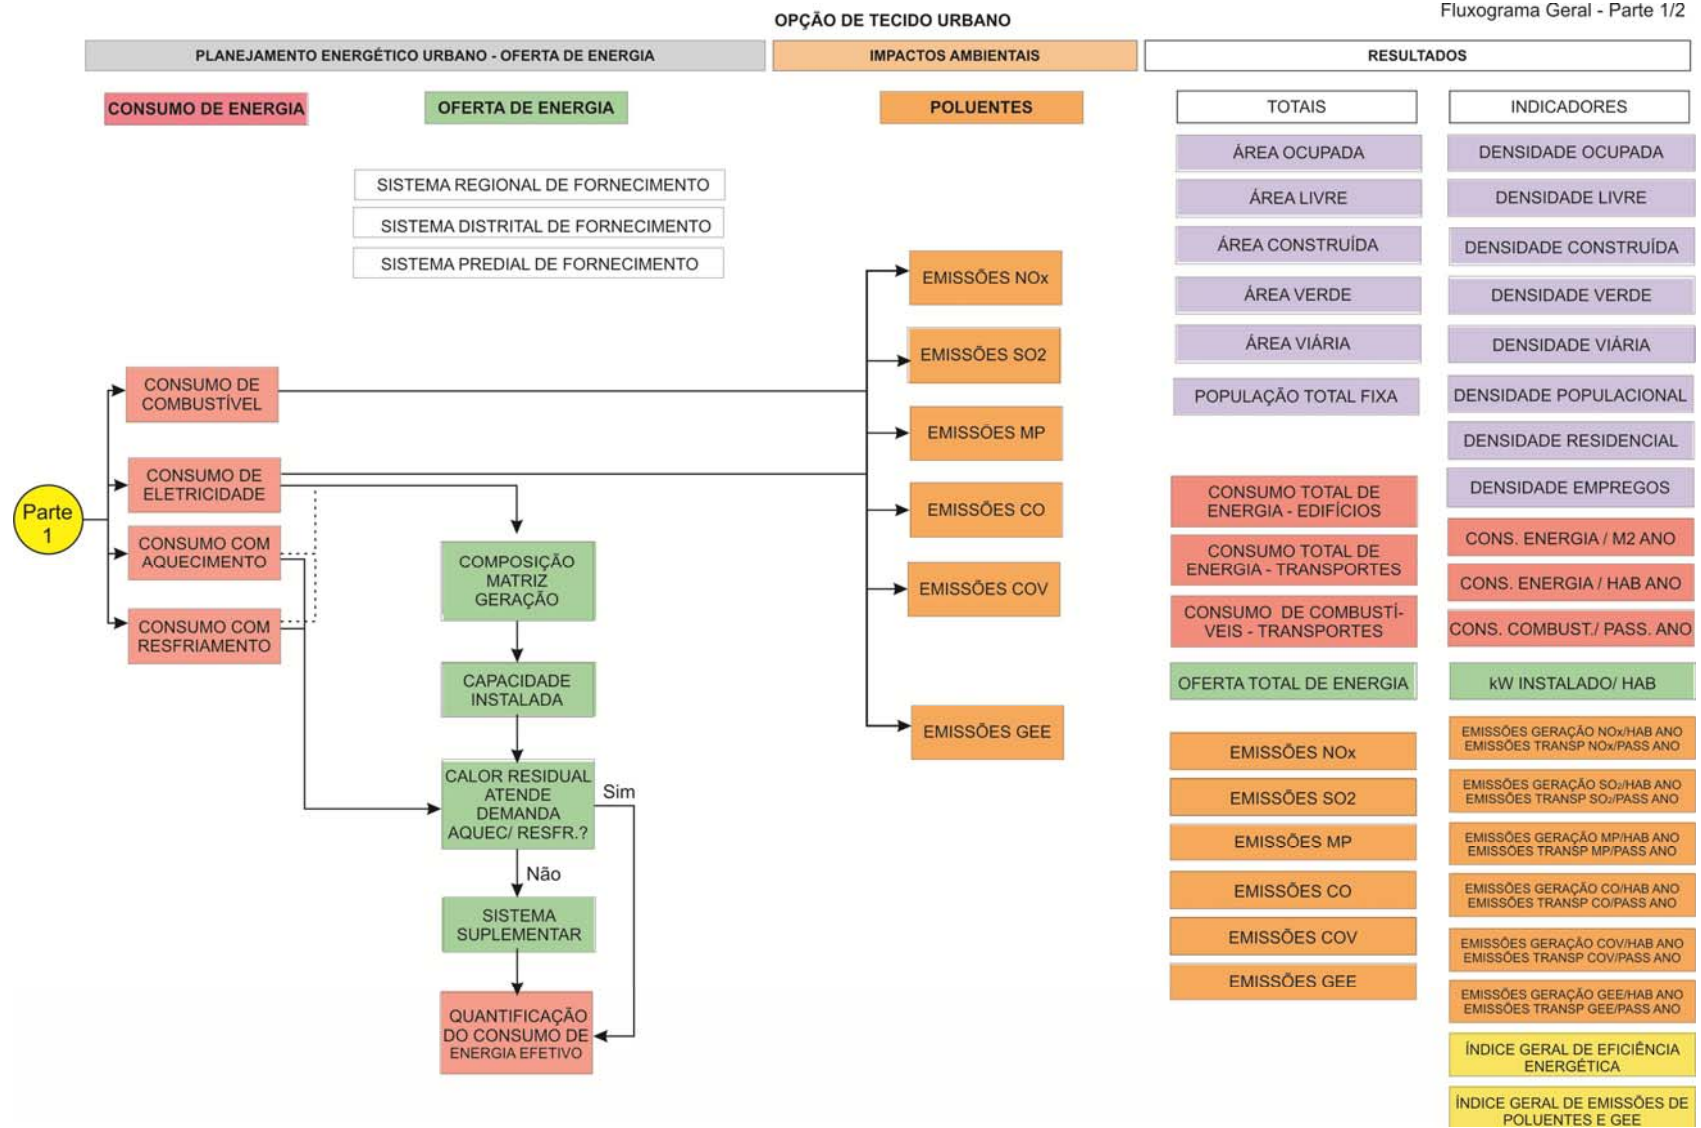 Fluxograma Geral - Parte 1/2
OPÇÃO DE TECIDO URBANO
PLANEJAMENTO ENERGÉTICO URBANO - OFERTA DE ENERGIA
IMPACTOS AMBIENTAIS
RESULTADOS
CONSUMO DE ENERGIA
OFERTA DE ENERGIA
POLUENTES
TOTAIS
INDICADORES
SISTEMA REGIONAL DE FORNECIMENTO
SISTEMA DISTRITAL DE FORNECIMENTO
SISTEMA PREDIAL DE FORNECIMENTO
Parte
1
CONSUMO DE
COMBUSTÍVEL
CONSUMO DE
ELETRICIDADE
CONSUMO COM
AQUECIMENTO
CONSUMO COM
RESFRIAMENTO
COMPOSIÇÃO
MATRIZ
GERAÇÃO
CAPACIDADE
INSTALADA
CALOR RESIDUAL
ATENDE
DEMANDA
AQUEC/ RESFR.?
Sim
Não
SISTEMA
SUPLEMENTAR
QUANTIFICAÇÃO
DO CONSUMO DE
ENERGIA EFETIVO
EMISSÕES NOx
EMISSÕES SO2
EMISSÕES MP
EMISSÕES CO
EMISSÕES COV
EMISSÕES GEE
ÁREA OCUPADA
ÁREA LIVRE
ÁREA CONSTRUÍDA
ÁREA VERDE
ÁREA VIÁRIA
POPULAÇÃO TOTAL FIXA
CONSUMO TOTAL DE
ENERGIA - EDIFÍCIOS
CONSUMO TOTAL DE
ENERGIA - TRANSPORTES
CONSUMO DE COMBUSTÍ-
VEIS - TRANSPORTES
OFERTA TOTAL DE ENERGIA
EMISSÕES NOx
EMISSÕES SO2
EMISSÕES MP
EMISSÕES CO
EMISSÕES COV
EMISSÕES GEE
DENSIDADE OCUPADA
DENSIDADE LIVRE
DENSIDADE CONSTRUÍDA
DENSIDADE VERDE
DENSIDADE VIÁRIA
DENSIDADE POPULACIONAL
DENSIDADE RESIDENCIAL
DENSIDADE EMPREGOS
CONS. ENERGIA / M2 ANO
CONS. ENERGIA / HAB ANO
CONS. COMBUST./ PASS. ANO
kW INSTALADO/ HAB
EMISSÕES GERAÇÃO NOx/HAB ANO
EMISSÕES TRANSP NOx/PASS ANO
EMISSÕES GERAÇÃO SO2/HAB ANO
EMISSÕES TRANSP SO2/PASS ANO
EMISSÕES GERAÇÃO MP/HAB ANO
EMISSÕES TRANSP MP/PASS ANO
EMISSÕES GERAÇÃO CO/HAB ANO
EMISSÕES TRANSP CO/PASS ANO
EMISSÕES GERAÇÃO COV/HAB ANO
EMISSÕES TRANSP COV/PASS ANO
EMISSÕES GERAÇÃO GEE/HAB ANO
EMISSÕES TRANSP GEE/PASS ANO
ÍNDICE GERAL DE EFICIÊNCIA
ENERGÉTICA
ÍNDICE GERAL DE EMISSÕES DE
POLUENTES E GEE